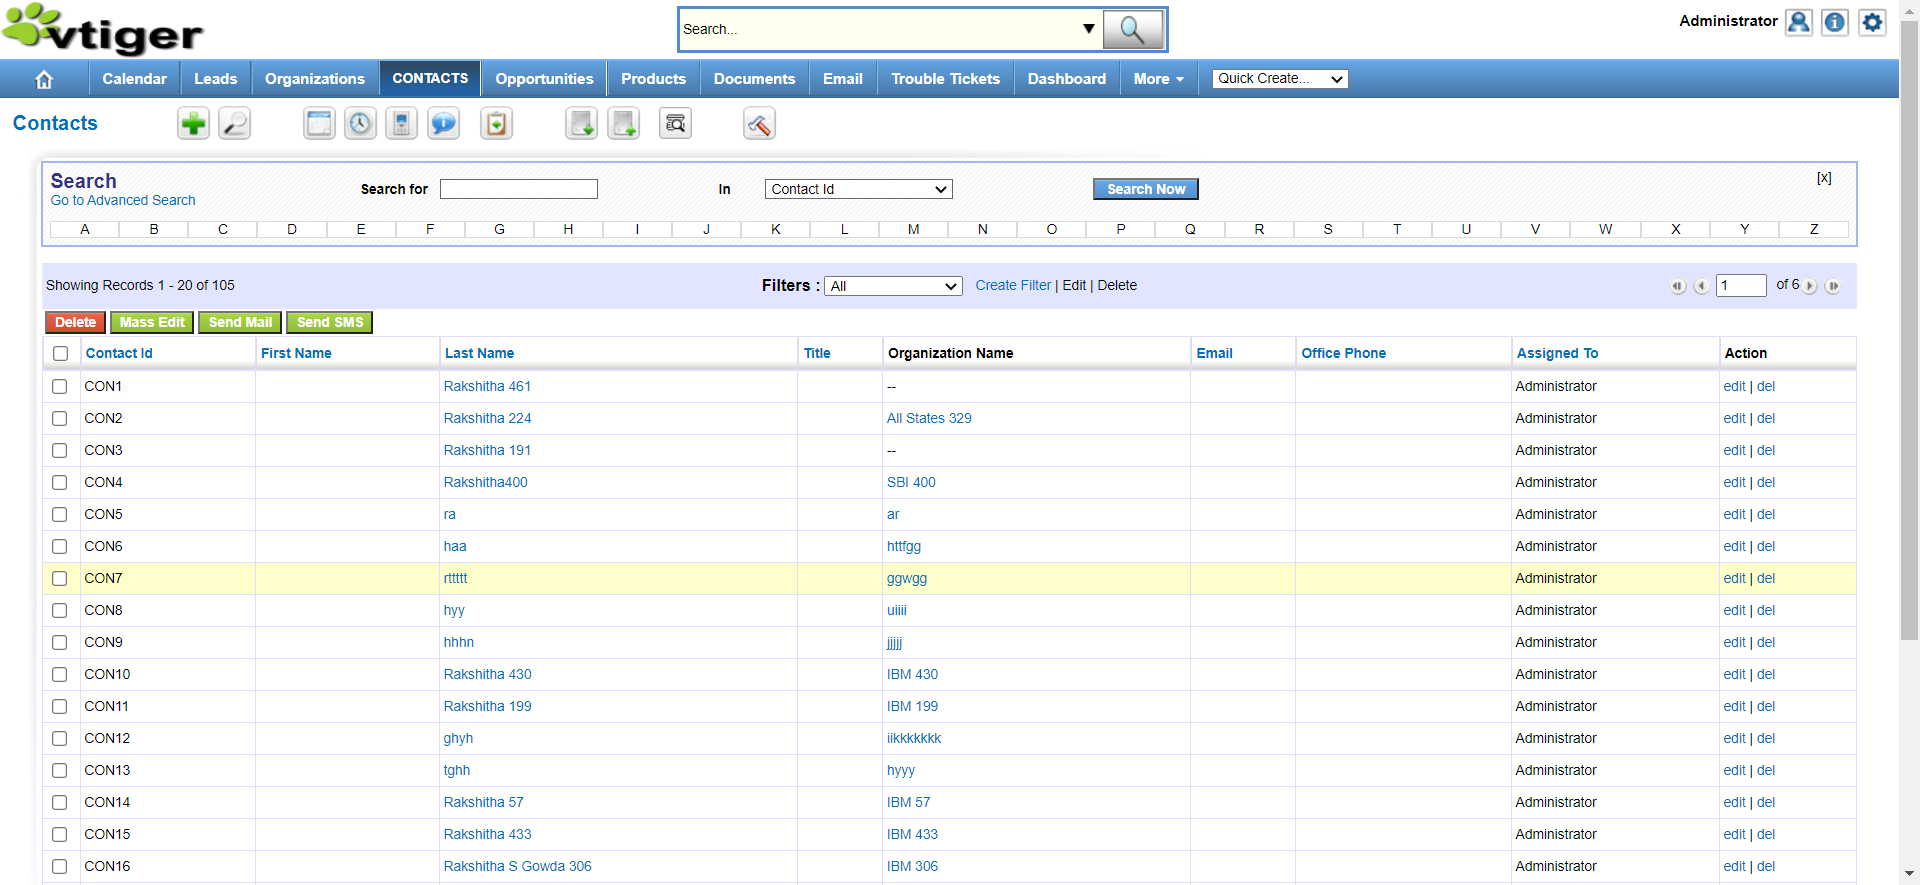 vtiger
Search...
Administrator
Calendar Leads Organizations CONTACTS Opportunities Products Documents Email Trouble Tickets Dashboard More Quick Create...
Contacts
Search
Go to Advanced Search
Search for In Contact Id Search Now [x]
A B C D E F G H I J K L M N O P Q R S T U V W X Y Z
Showing Records 1 - 20 of 105 Filters : All Create Filter | Edit | Delete 1 of 6
Delete Mass Edit Send Mail Send SMS
Contact Id First Name Last Name Title Organization Name Email Office Phone Assigned To Action
CON1 Rakshitha 461 -- Administrator edit | del
CON2 Rakshitha 224 All States 329 Administrator edit | del
CON3 Rakshitha 191 -- Administrator edit | del
CON4 Rakshitha400 SBI 400 Administrator edit | del
CON5 ra ar Administrator edit | del
CON6 haa httfgg Administrator edit | del
CON7 rttttt ggwgg Administrator edit | del
CON8 hyy uiiii Administrator edit | del
CON9 hhhn jjjjj Administrator edit | del
CON10 Rakshitha 430 IBM 430 Administrator edit | del
CON11 Rakshitha 199 IBM 199 Administrator edit | del
CON12 ghyh iikkkkkkk Administrator edit | del
CON13 tghh hyyy Administrator edit | del
CON14 Rakshitha 57 IBM 57 Administrator edit | del
CON15 Rakshitha 433 IBM 433 Administrator edit | del
CON16 Rakshitha S Gowda 306 IBM 306 Administrator edit | del